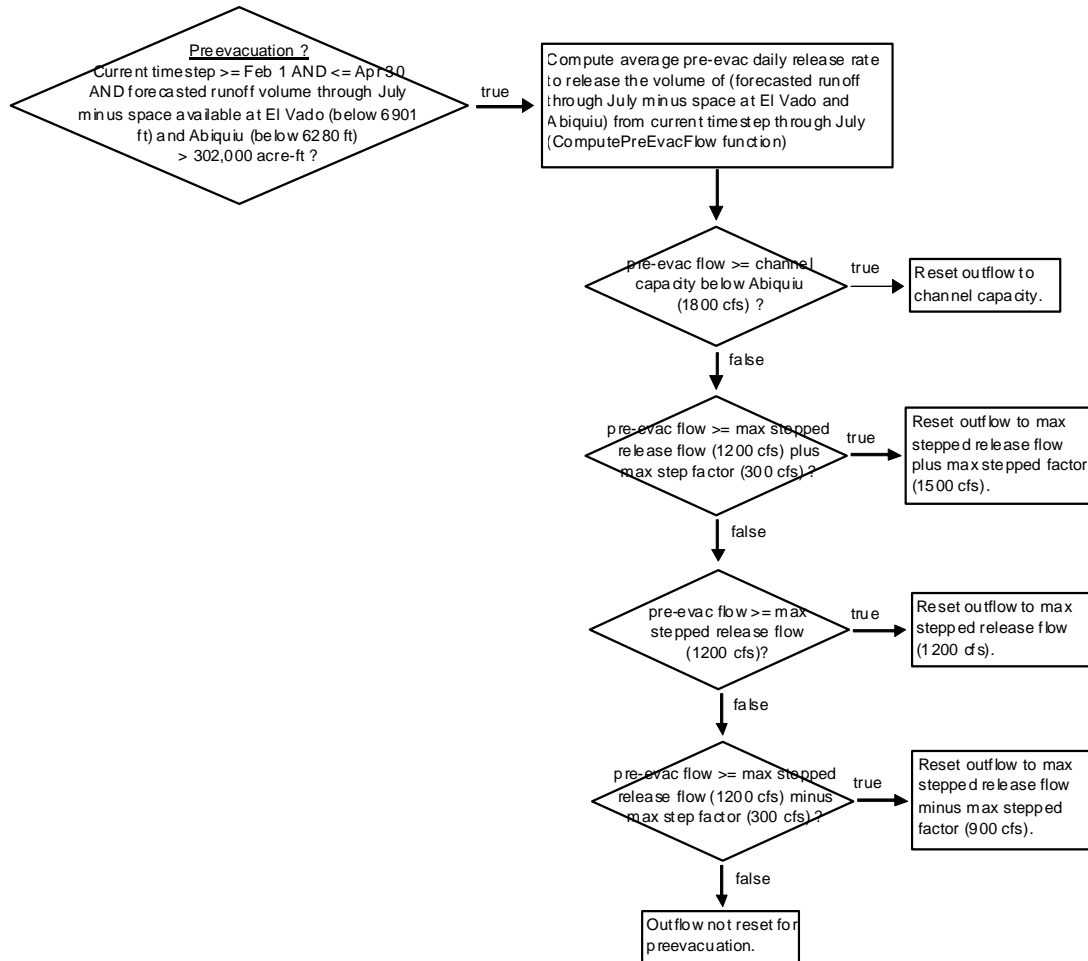 Preevacuation ?
Current timestep >= Feb 1 AND <= Apr 30
AND forecasted runoff volume through July
minus space available at El Vado (below 6901
ft) and Abiquiu (below 6280 ft)
> 302,000 acre-ft ?
true
Compute average pre-evac daily release rate
to release the volume of (forecasted runoff
through July minus space at El Vado and
Abiquiu) from current timestep through July
(ComputePreEvacFlow function)
pre-evac flow >= channel
capacity below Abiquiu
(1800 cfs) ?
true
Reset outflow to
channel capacity.
false
pre-evac flow >= max stepped
release flow (1200 cfs) plus
max step factor (300 cfs) ?
true
Reset outflow to max
stepped release flow
plus max stepped factor
(1500 cfs).
false
pre-evac flow >= max
stepped release flow
(1200 cfs)?
true
Reset outflow to max
stepped release flow
(1200 cfs).
false
pre-evac flow >= max stepped
release flow (1200 cfs) minus
max step factor (300 cfs) ?
true
Reset outflow to max
stepped release flow
minus max stepped
factor (900 cfs).
false
Outflow not reset for
preevacuation.